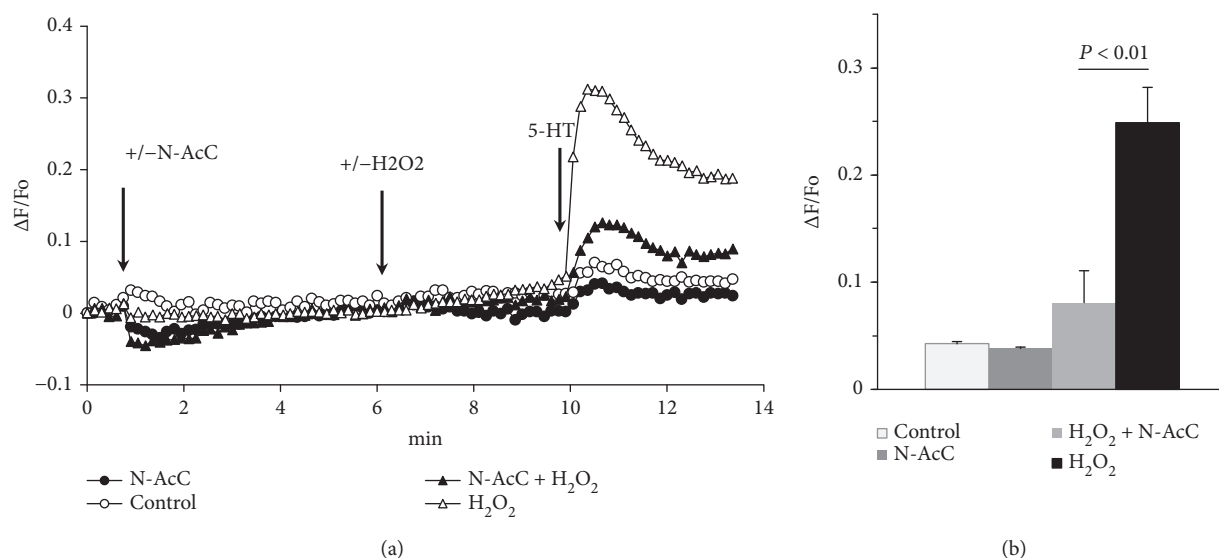 0.4
0.3
0.2
0.1
0
−0.1
ΔF/Fo
+/−N-AcC
+/−H2O2
5-HT
0 2 4 6 8 10 12 14
min
N-AcC
Control
N-AcC + H₂O₂
H₂O₂
(a)
0.3
0.2
0.1
0
ΔF/Fo
P < 0.01
Control
N-AcC
H₂O₂ + N-AcC
H₂O₂
(b)